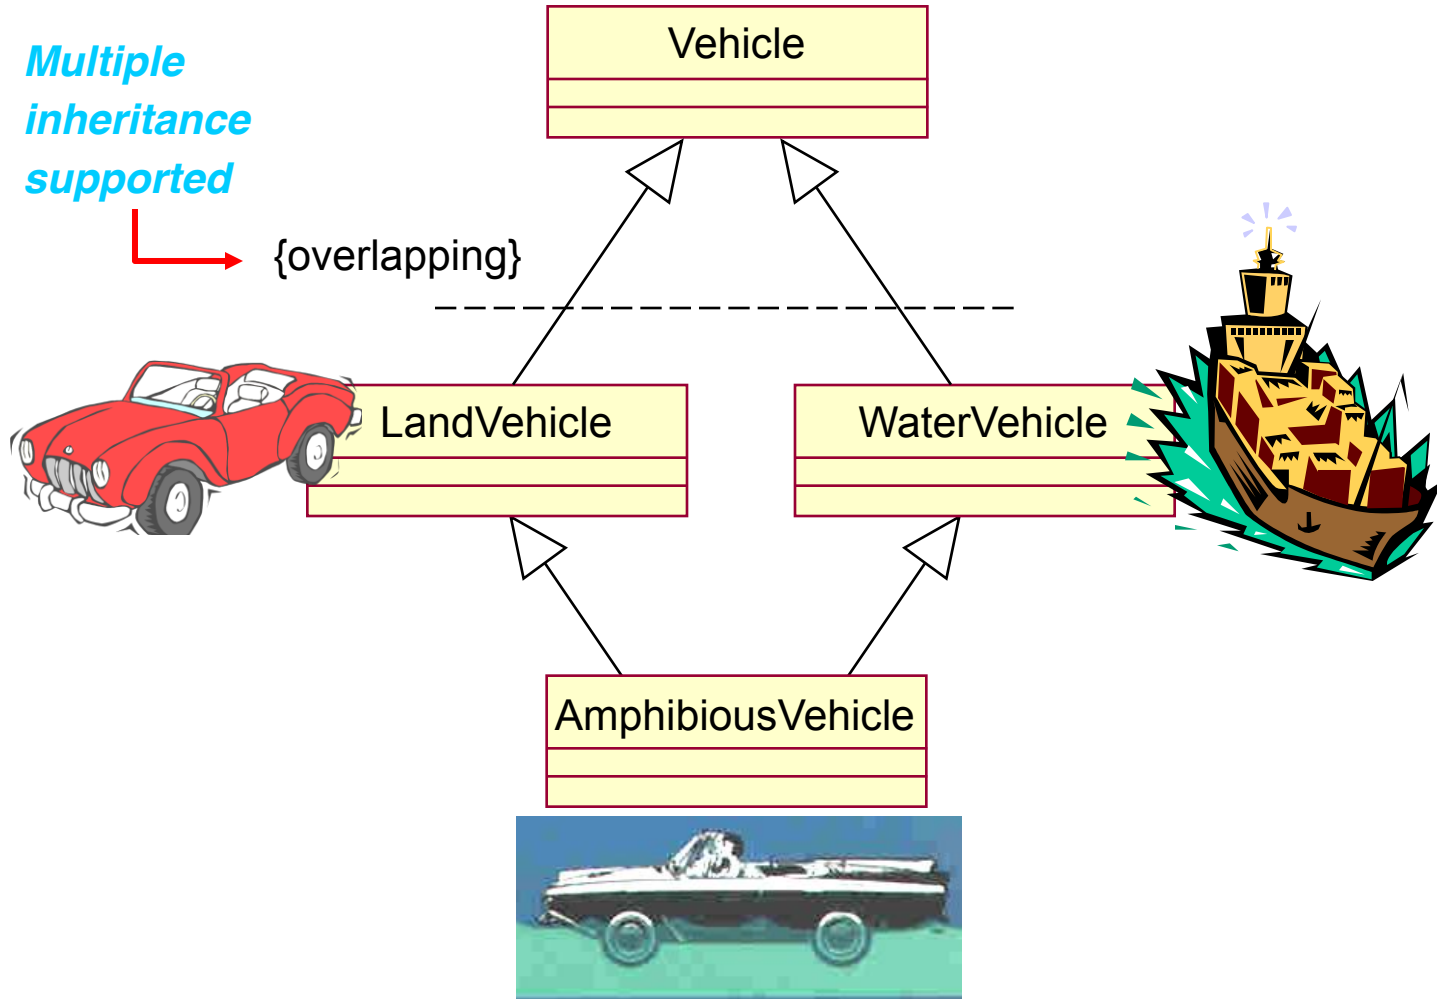 Vehicle
Multiple
inheritance
supported
{overlapping}
LandVehicle
WaterVehicle
AmphibiousVehicle